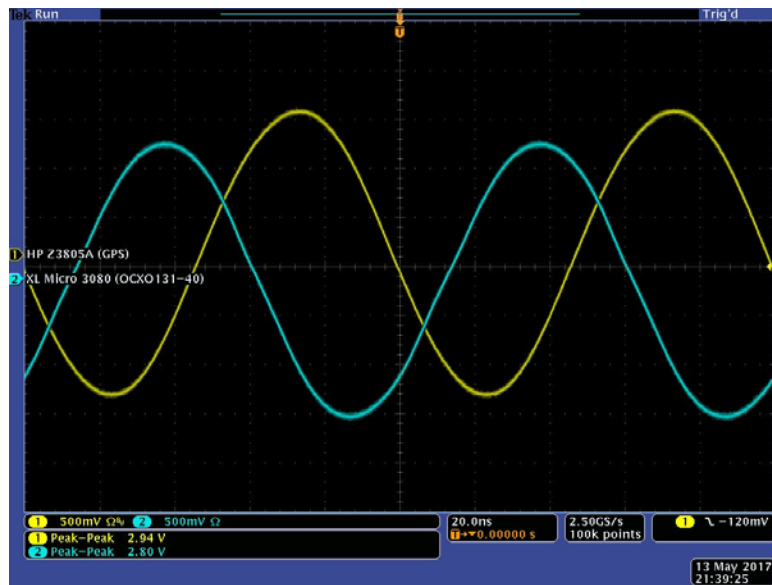 Tek Run Trig'd
T
1 HP Z3805A (GPS)
2 XL Micro 3080 (OCXO131-40)
1 500mV Ω 2 500mV Ω
1 Peak-Peak 2.94 V
2 Peak-Peak 2.80 V
20.0ns
T→▼0.00000 s
2.50GS/s
100k points
1 -120mV
13 May 2017
21:39:25